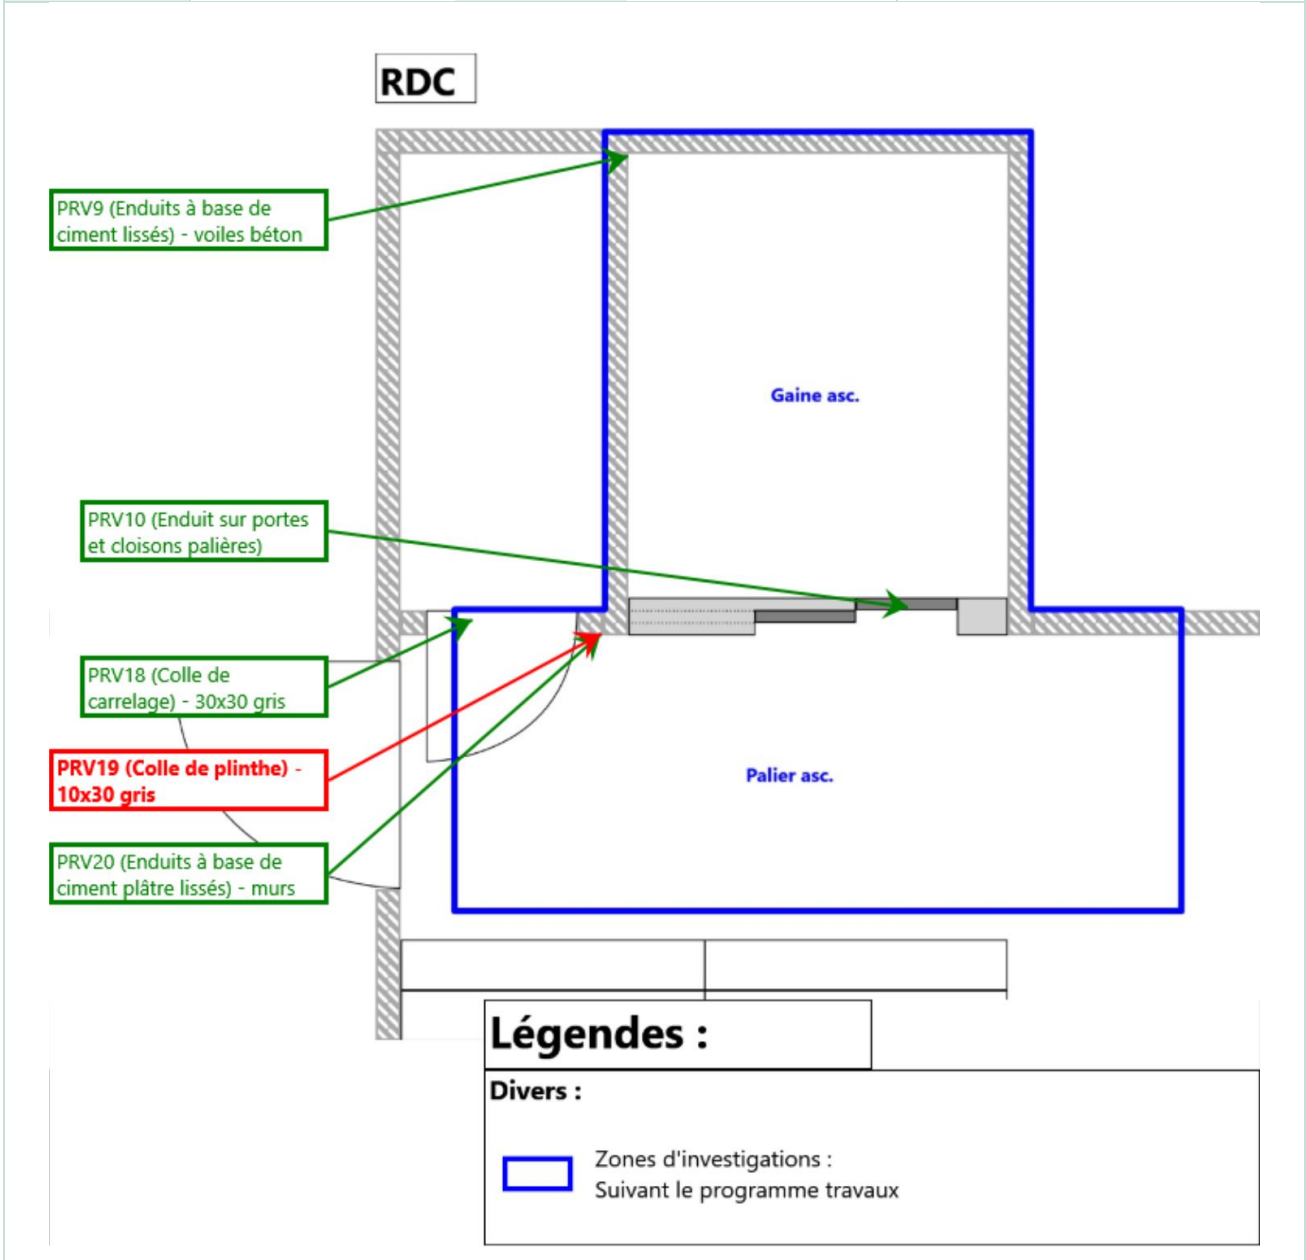 RDC
PRV9 (Enduits à base de
ciment lissés) - voiles béton
Gaine asc.
PRV10 (Enduit sur portes
et cloisons palières)
PRV18 (Colle de
carrelage) - 30x30 gris
PRV19 (Colle de plinthe) -
10x30 gris
Palier asc.
PRV20 (Enduits à base de
ciment plâtre lissés) - murs
Légendes :
Divers :
Zones d'investigations :
Suivant le programme travaux